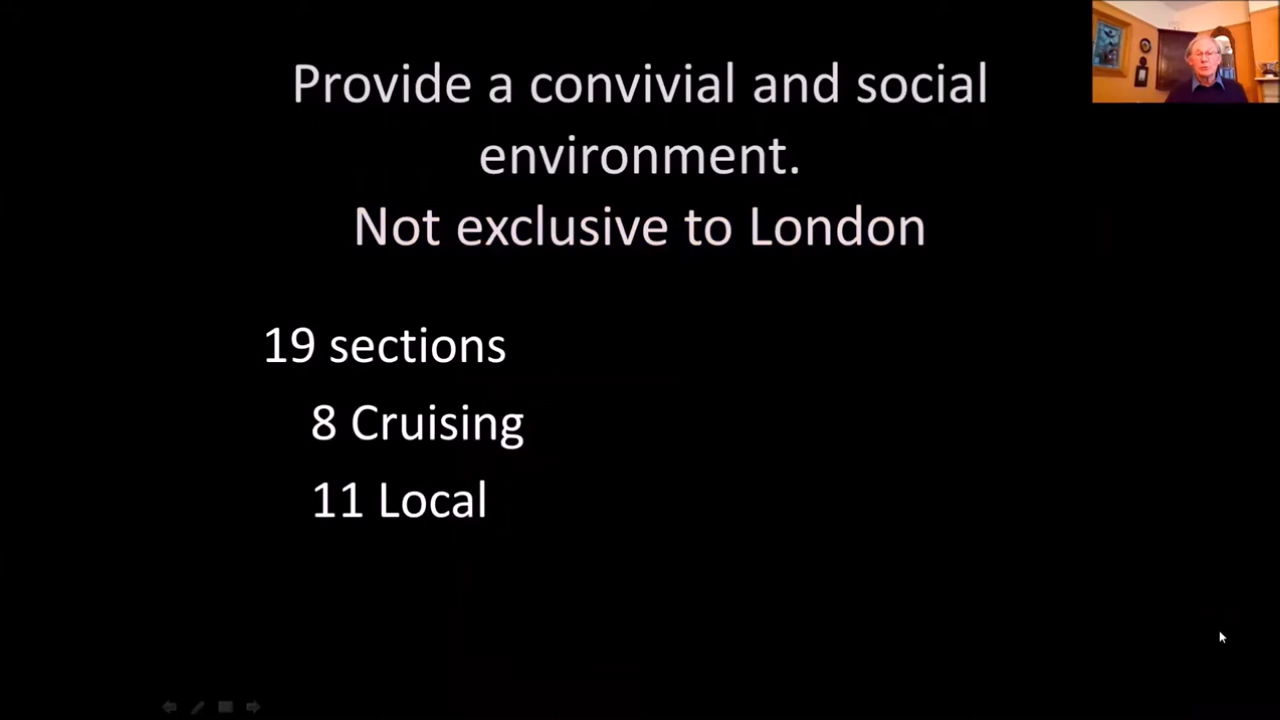 Provide a convivial and social
environment.
Not exclusive to London
19 sections
8 Cruising
11 Local